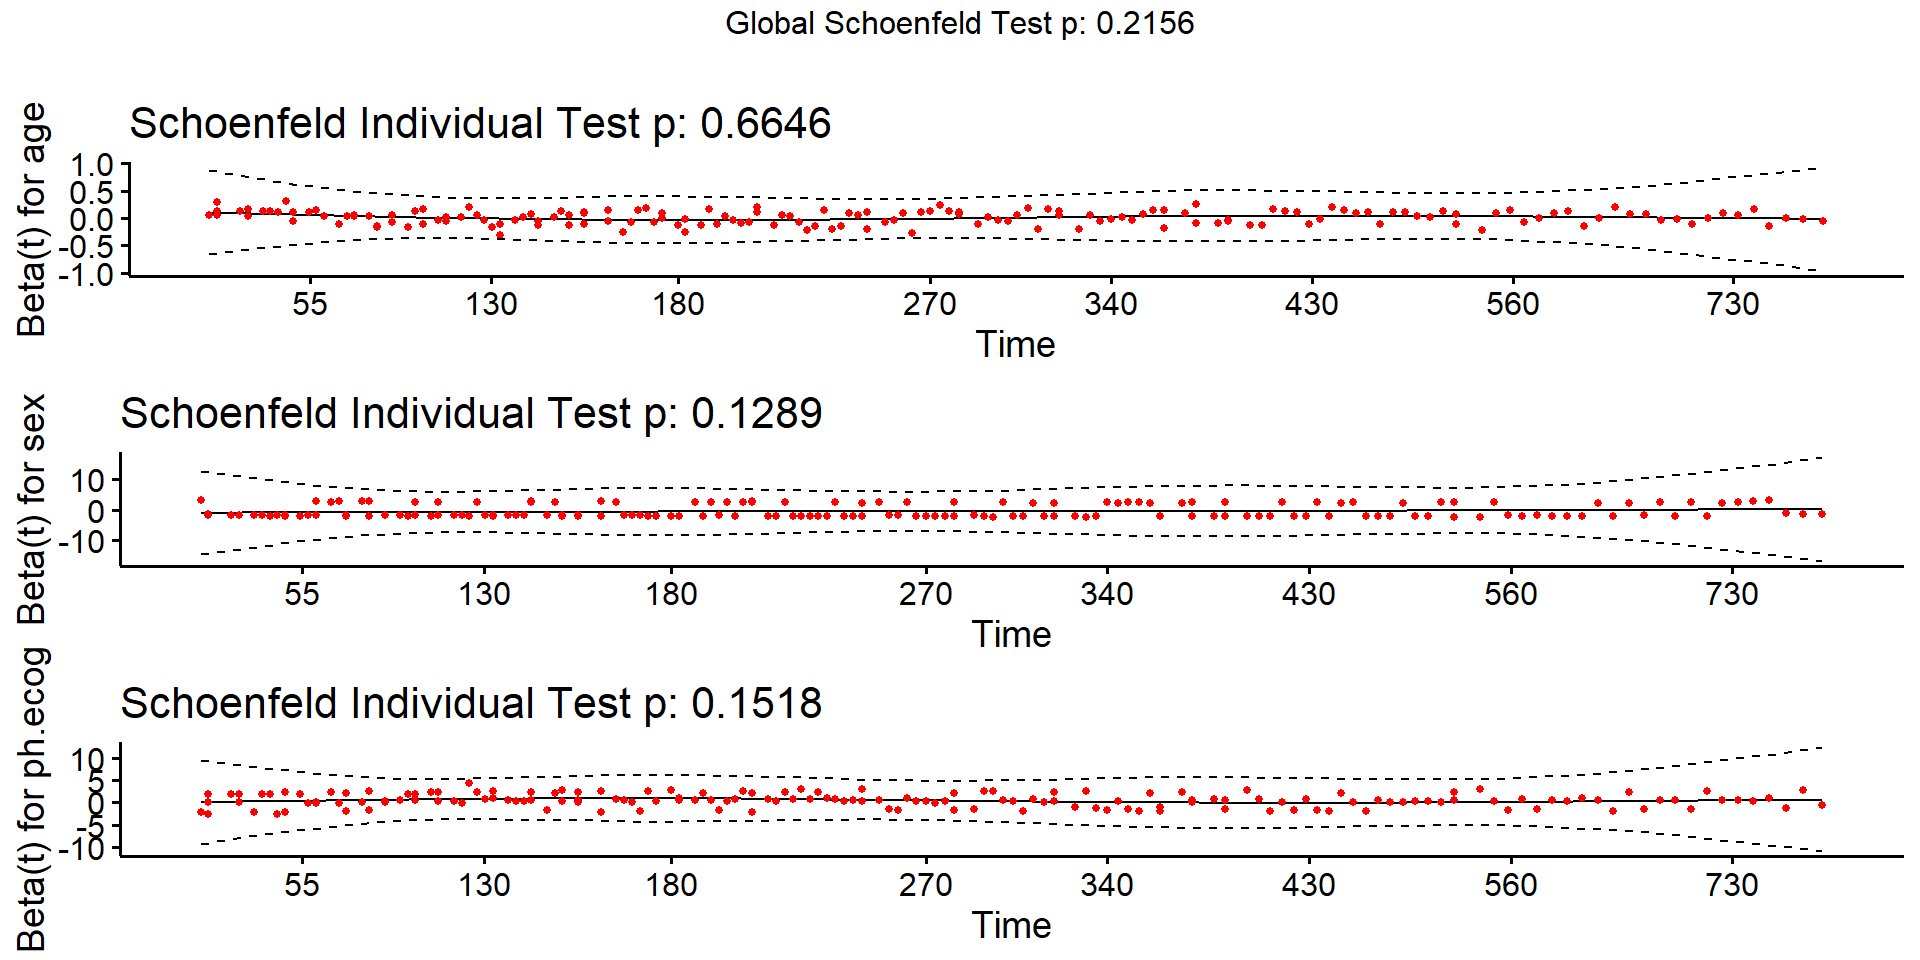 Global Schoenfeld Test p: 0.2156
Schoenfeld Individual Test p: 0.6646
Beta(t) for age
1.0
0.5
0.0
-0.5
-1.0
55 130 180 270 340 430 560 730
Time
Schoenfeld Individual Test p: 0.1289
Beta(t) for sex
10
0
-10
55 130 180 270 340 430 560 730
Time
Schoenfeld Individual Test p: 0.1518
Beta(t) for ph.ecog
10
5
0
-5
-10
55 130 180 270 340 430 560 730
Time